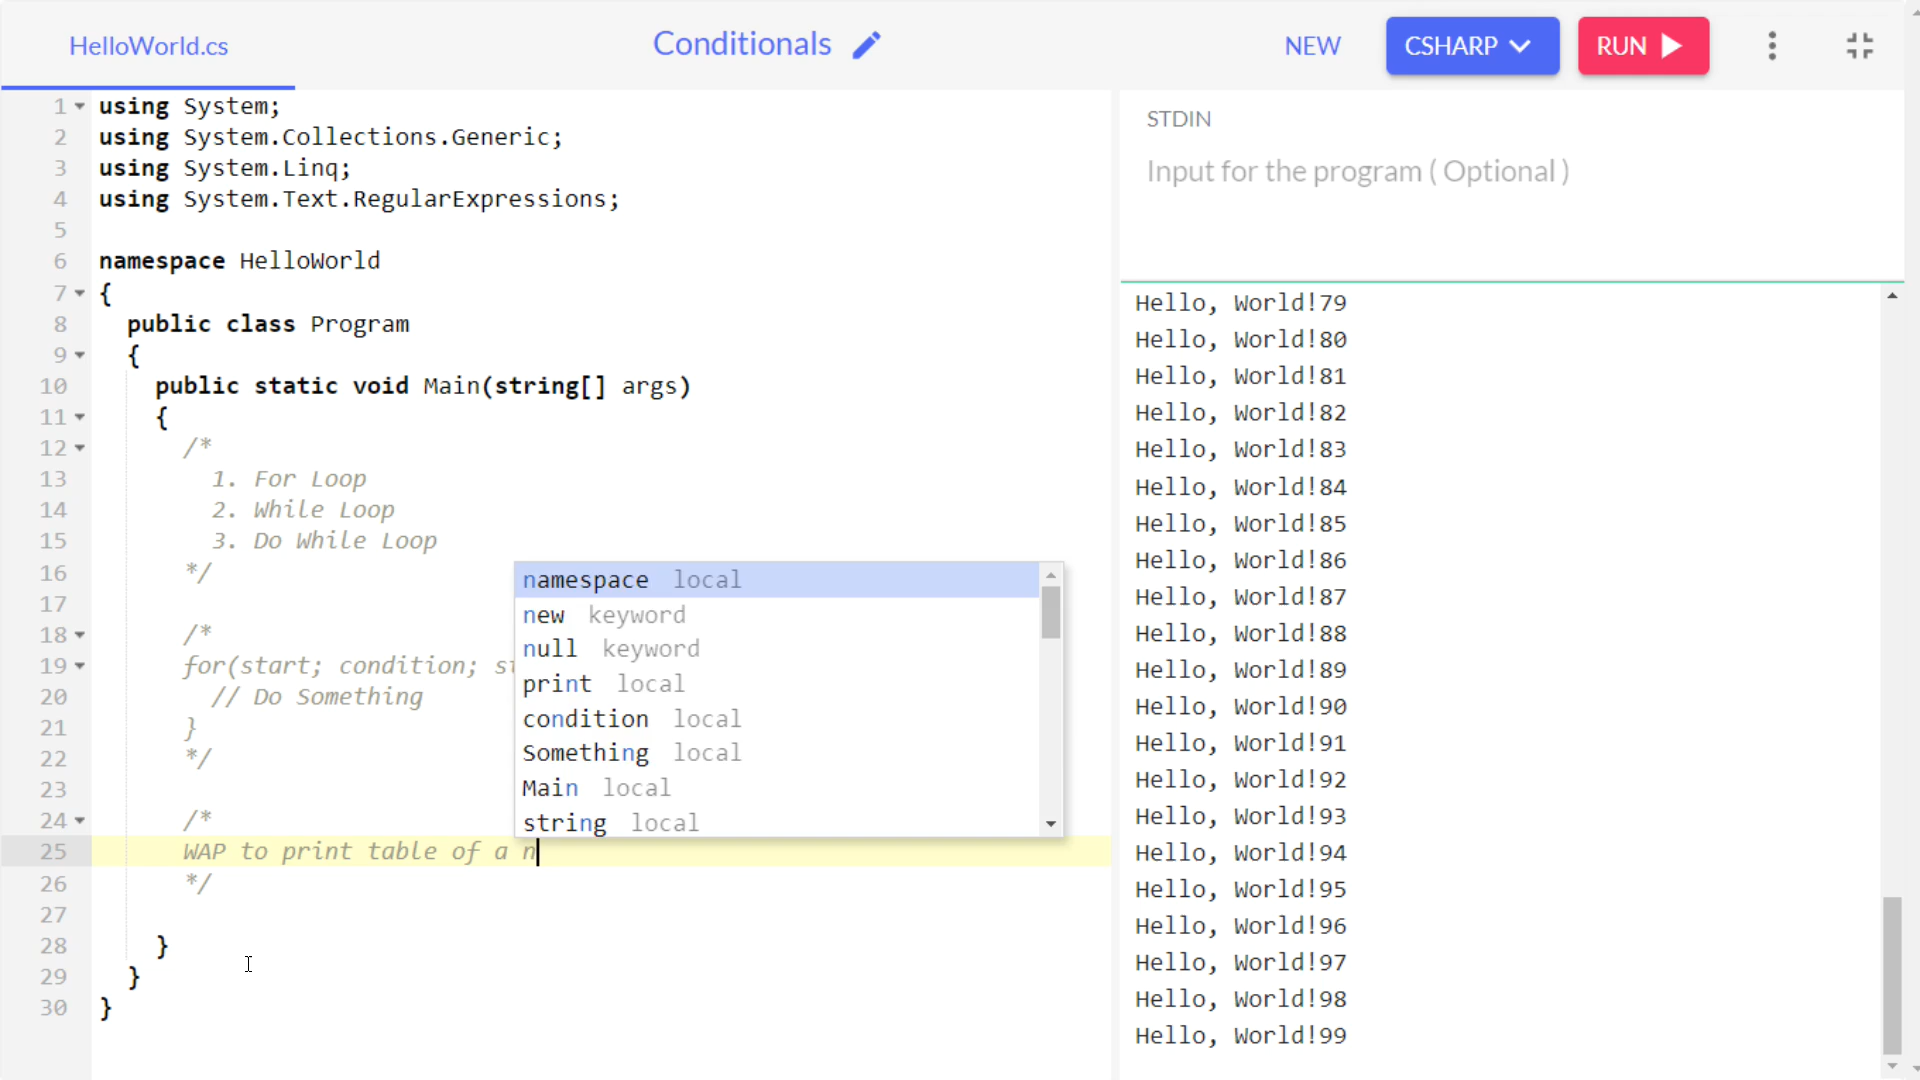 HelloWorld.cs
Conditionals
NEW
CSHARP
RUN
1 using System;
2 using System.Collections.Generic;
3 using System.Linq;
4 using System.Text.RegularExpressions;
5
6 namespace HelloWorld
7 {
8 public class Program
9 {
10 public static void Main(string[] args)
11 {
12 /*
13 1. For Loop
14 2. While Loop
15 3. Do While Loop
16 */
17
18 /*
19 for(start; condition; st
20 // Do Something
21 }
22 */
23
24 /*
25 WAP to print table of a n
26 */
27
28 }
29 }
30 }
namespace local
new keyword
null keyword
print local
condition local
Something local
Main local
string local
STDIN
Input for the program ( Optional )
Hello, World!79
Hello, World!80
Hello, World!81
Hello, World!82
Hello, World!83
Hello, World!84
Hello, World!85
Hello, World!86
Hello, World!87
Hello, World!88
Hello, World!89
Hello, World!90
Hello, World!91
Hello, World!92
Hello, World!93
Hello, World!94
Hello, World!95
Hello, World!96
Hello, World!97
Hello, World!98
Hello, World!99